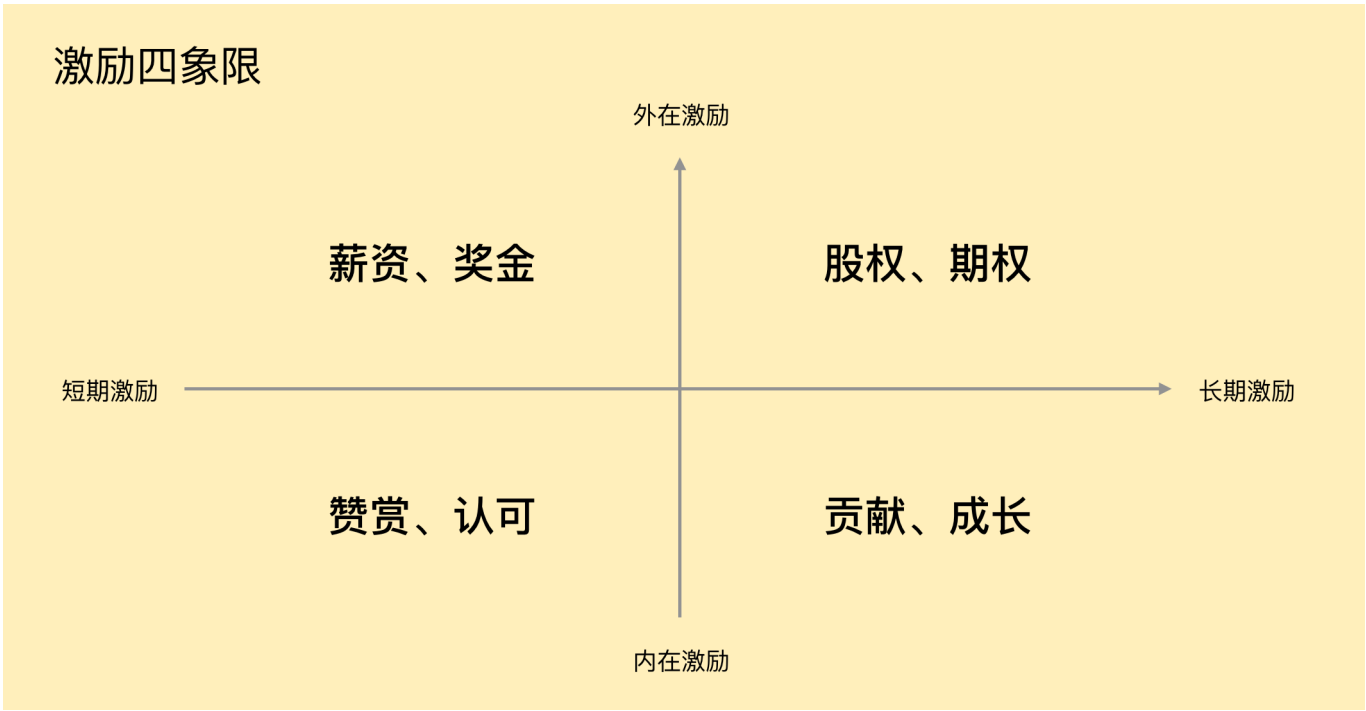 激励四象限
外在激励
薪资、奖金
股权、期权
短期激励
长期激励
赞赏、认可
贡献、成长
内在激励